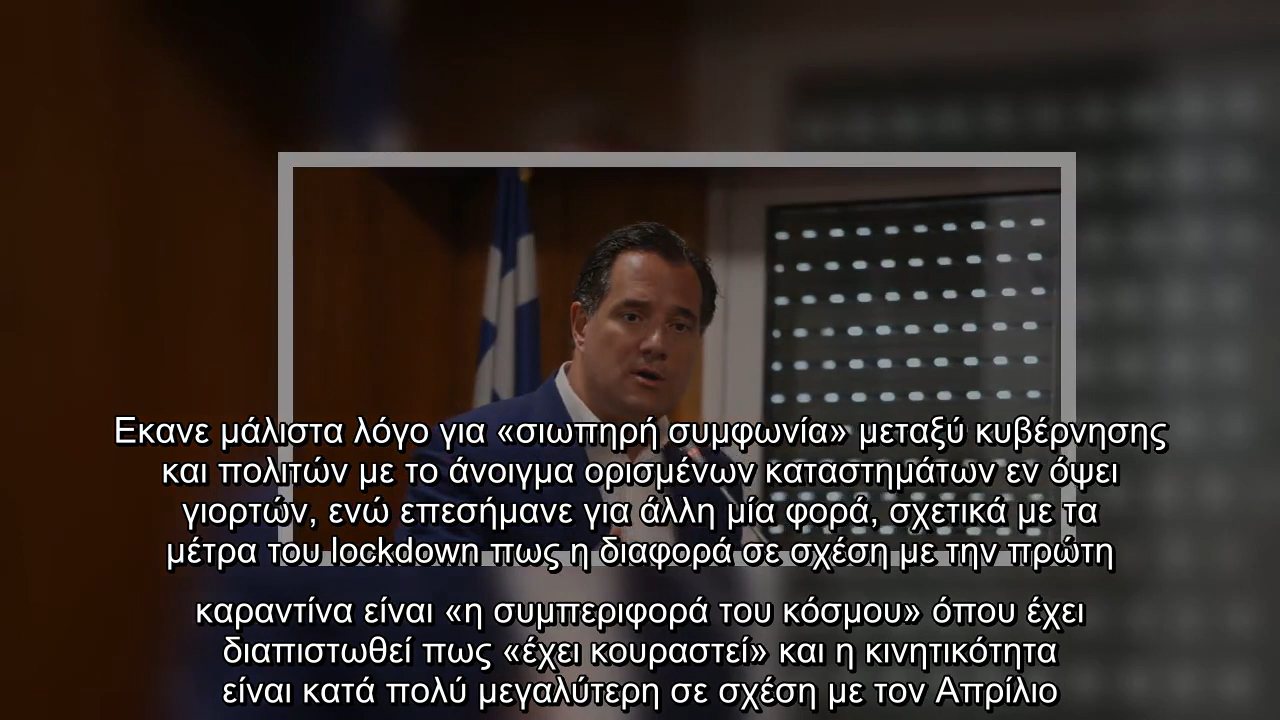 Εκανε μάλιστα λόγο για «σιωπηρή συμφωνία» μεταξύ κυβέρνησης
και πολιτών με το άνοιγμα ορισμένων καταστημάτων εν όψει
γιορτών, ενώ επεσήμανε για άλλη μία φορά, σχετικά με τα
μέτρα του lockdown πως η διαφορά σε σχέση με την πρώτη
καραντίνα είναι «η συμπεριφορά του κόσμου» όπου έχει
διαπιστωθεί πως «έχει κουραστεί» και η κινητικότητα
είναι κατά πολύ μεγαλύτερη σε σχέση με τον Απρίλιο